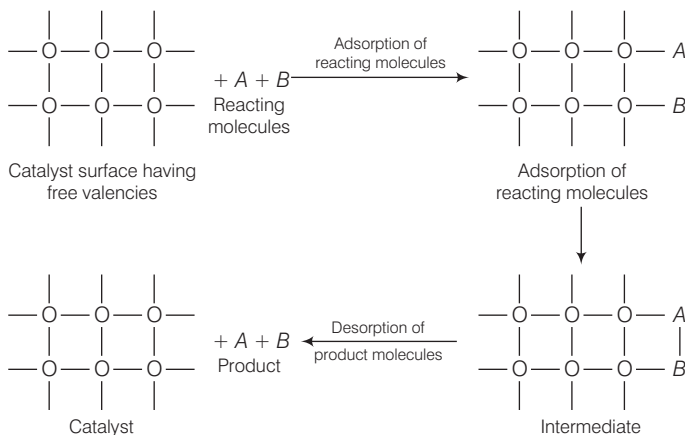 O O O
O O O
Catalyst surface having
free valencies
+ A + B
Reacting
molecules
Adsorption of
reacting molecules
O O O A
O O O B
Adsorption of
reacting molecules
O O O A
O O O B
Intermediate
Desorption of
product molecules
+ A + B
Product
O O O
O O O
Catalyst